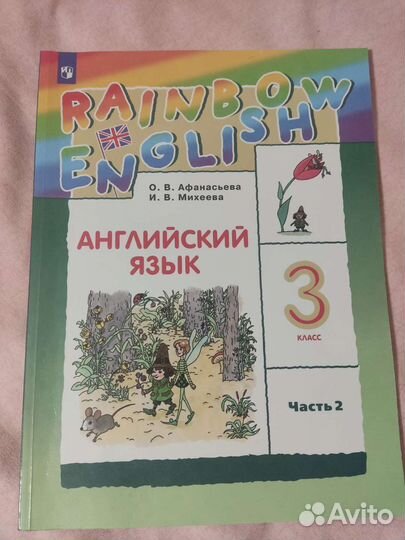 RAINBOW
ENGLISH
О. В. Афанасьева
И. В. Михеева
АНГЛИЙСКИЙ
ЯЗЫК
3
КЛАСС
Часть 2
Avito